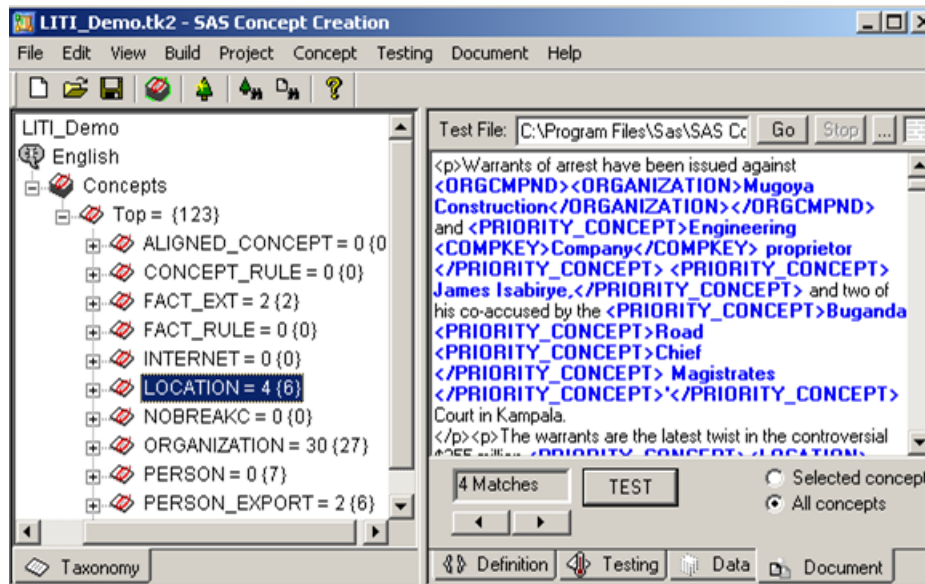 LITI_Demo.tk2 - SAS Concept Creation
File Edit View Build Project Concept Testing Document Help
LITI_Demo
English
Concepts
Top = {123}
ALIGNED_CONCEPT = 0 {0
CONCEPT_RULE = 0 {0}
FACT_EXT = 2 {2}
FACT_RULE = 0 {0}
INTERNET = 0 {0}
LOCATION = 4 {6}
NOBREAKC = 0 {0}
ORGANIZATION = 30 {27}
PERSON = 0 {7}
PERSON_EXPORT = 2 {6}
Taxonomy
Test File: C:\Program Files\Sas\SAS Cc Go Stop ...
<p>Warrants of arrest have been issued against
<ORGCMPND><ORGANIZATION>Mugoya
Construction</ORGANIZATION></ORGCMPND>
and <PRIORITY_CONCEPT>Engineering
<COMPKEY>Company</COMPKEY> proprietor
</PRIORITY_CONCEPT> <PRIORITY_CONCEPT>
James Isabirye,</PRIORITY_CONCEPT> and two of
his co-accused by the <PRIORITY_CONCEPT>Buganda
<PRIORITY_CONCEPT>Road
<PRIORITY_CONCEPT>Chief
</PRIORITY_CONCEPT> Magistrates
</PRIORITY_CONCEPT>'</PRIORITY_CONCEPT>
Court in Kampala.
</p><p>The warrants are the latest twist in the controversial
$255 million <PRIORITY_CONCEPT> <LOCATION>
4 Matches TEST
Selected concept
All concepts
Definition Testing Data Document